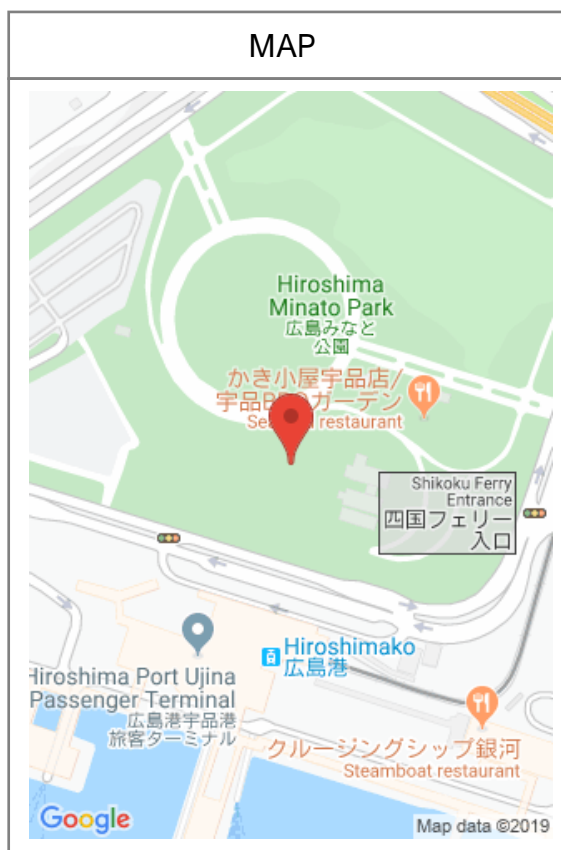 MAP
Hiroshima
Minato Park
広島みなと
公園
かき小屋宇品店/
宇品BBQガーデン
restaurant
Shikoku Ferry
Entrance
四国フェリー
入口
Hiroshimako
広島港
Hiroshima Port Ujina
Passenger Terminal
広島港宇品港
旅客ターミナル
クルージングシップ銀河
Steamboat restaurant
Google
Map data ©2019